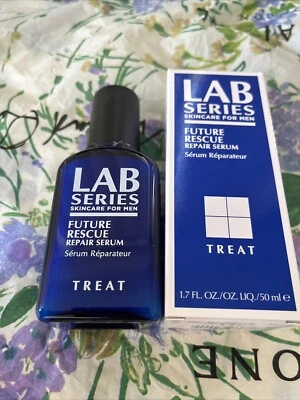 LAB
SERIES
SKINCARE FOR MEN
FUTURE
RESCUE
REPAIR SERUM
Sérum Réparateur
TREAT
LAB
SERIES
SKINCARE FOR MEN
FUTURE
RESCUE
REPAIR SERUM
Sérum Réparateur
TREAT
1.7 FL. OZ./OZ. LIQ./50 ml e
ONE